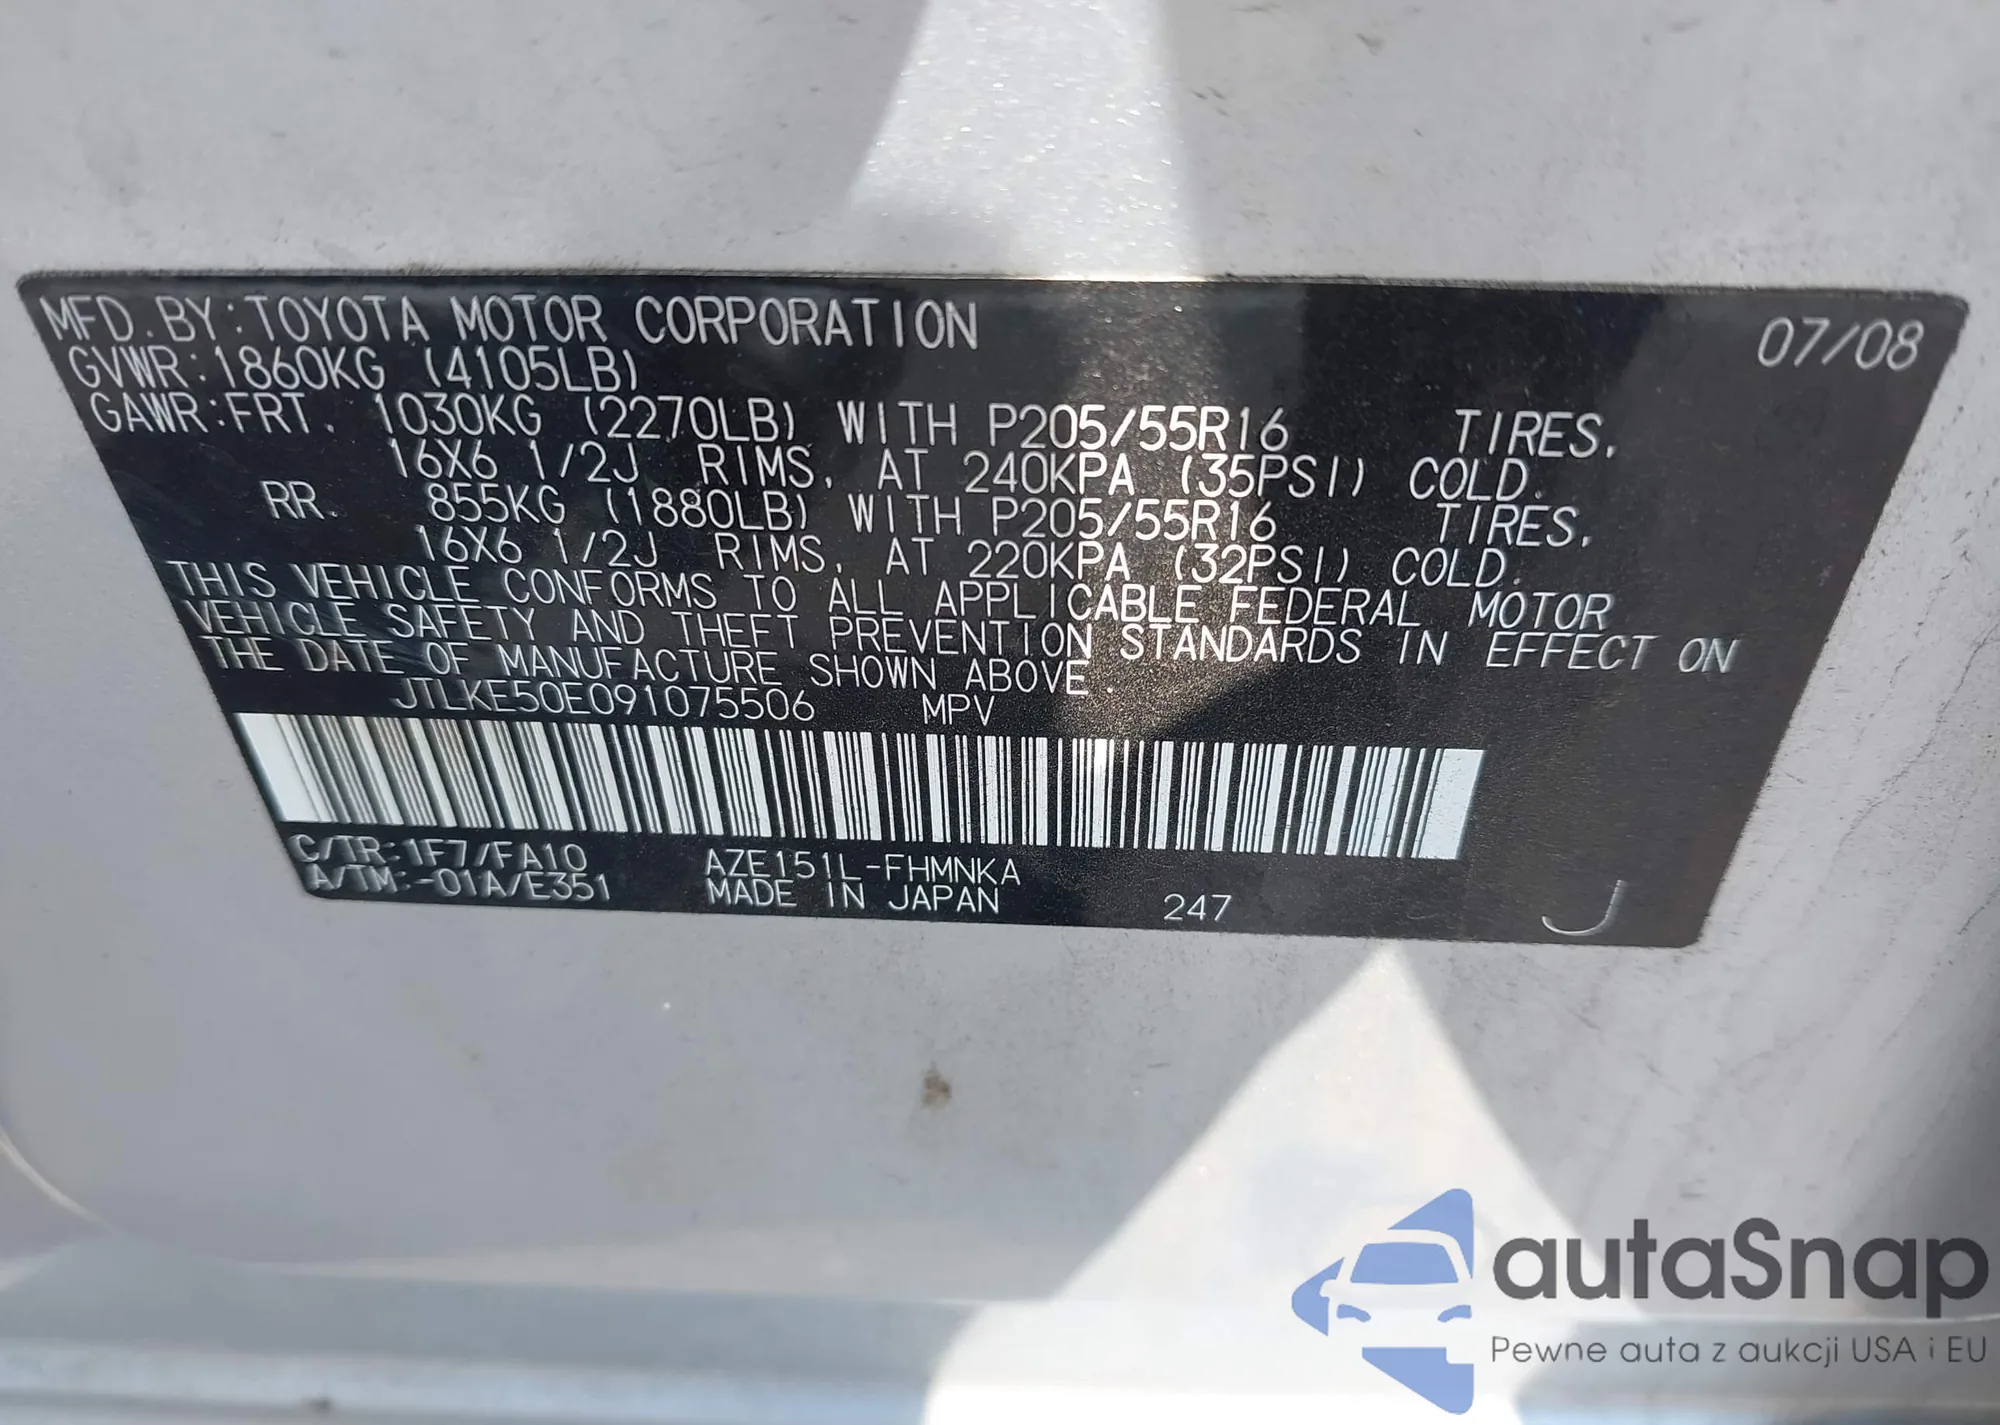 MFD. BY: TOYOTA MOTOR CORPORATION 07/08
GVWR: 1860KG (4105LB)
GAWR: FRT. 1030KG (2270LB) WITH P205/55R16 TIRES,
16X6 1/2J RIMS, AT 240KPA (35PSI) COLD.
RR. 855KG (1880LB) WITH P205/55R16 TIRES,
16X6 1/2J RIMS, AT 220KPA (32PSI) COLD.
THIS VEHICLE CONFORMS TO ALL APPLICABLE FEDERAL MOTOR
VEHICLE SAFETY AND THEFT PREVENTION STANDARDS IN EFFECT ON
THE DATE OF MANUFACTURE SHOWN ABOVE.
JTLKE50E091075506 MPV
C/TR: 1F7/FA10 AZE151L-FHMNKA
A/TM: -01A/E351 MADE IN JAPAN 247 J
autaSnap
Pewne auta z aukcji USA i EU